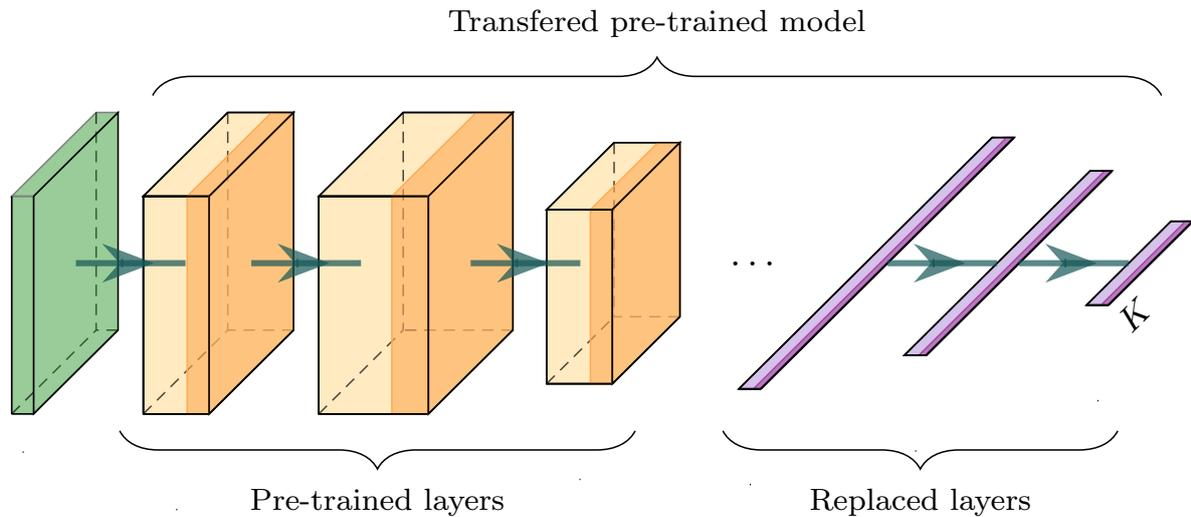 Transfered pre-trained model
. . .
K
Pre-trained layers
Replaced layers